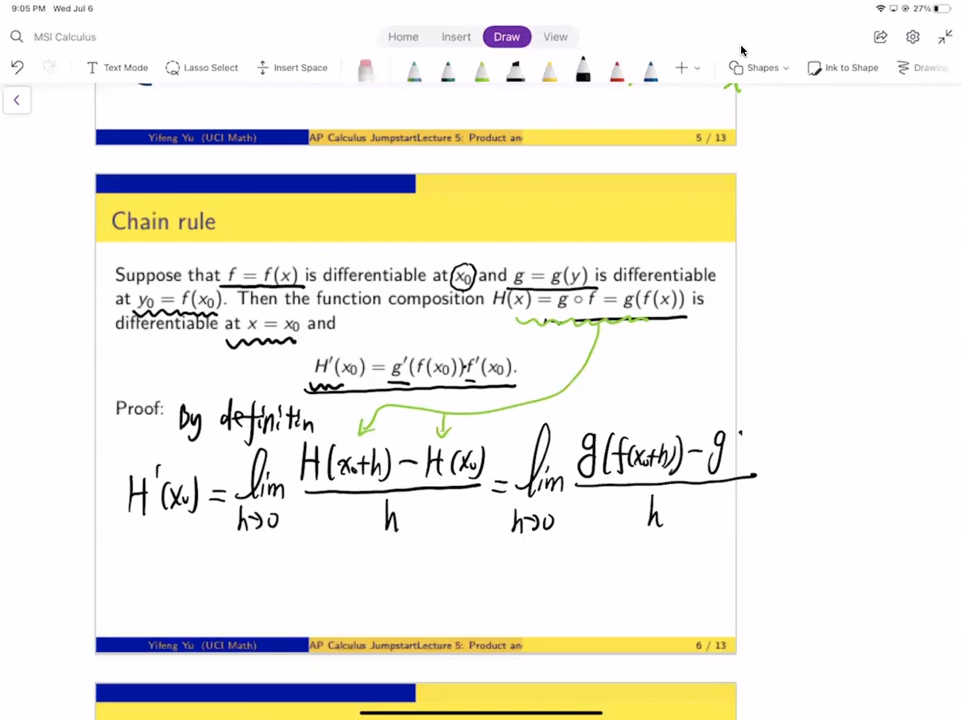 9:05 PM Wed Jul 6 27%
MSI Calculus Home Insert Draw View
Text Mode Lasso Select Insert Space Shapes Ink to Shape Drawing
Yifeng Yu (UCI Math) AP Calculus JumpstartLecture 5: Product an 5 / 13
Chain rule
Suppose that f = f(x) is differentiable at x₀ and g = g(y) is differentiable
at y₀ = f(x₀). Then the function composition H(x) = g ∘ f = g(f(x)) is
differentiable at x = x₀ and
H′(x₀) = g′(f(x₀))·f′(x₀).
Proof: By definitin
H'(x₀) = lim h→0 H(x₀+h) − H(x₀) / h = lim h→0 g(f(x₀+h) − g / h
Yifeng Yu (UCI Math) AP Calculus JumpstartLecture 5: Product an 6 / 13